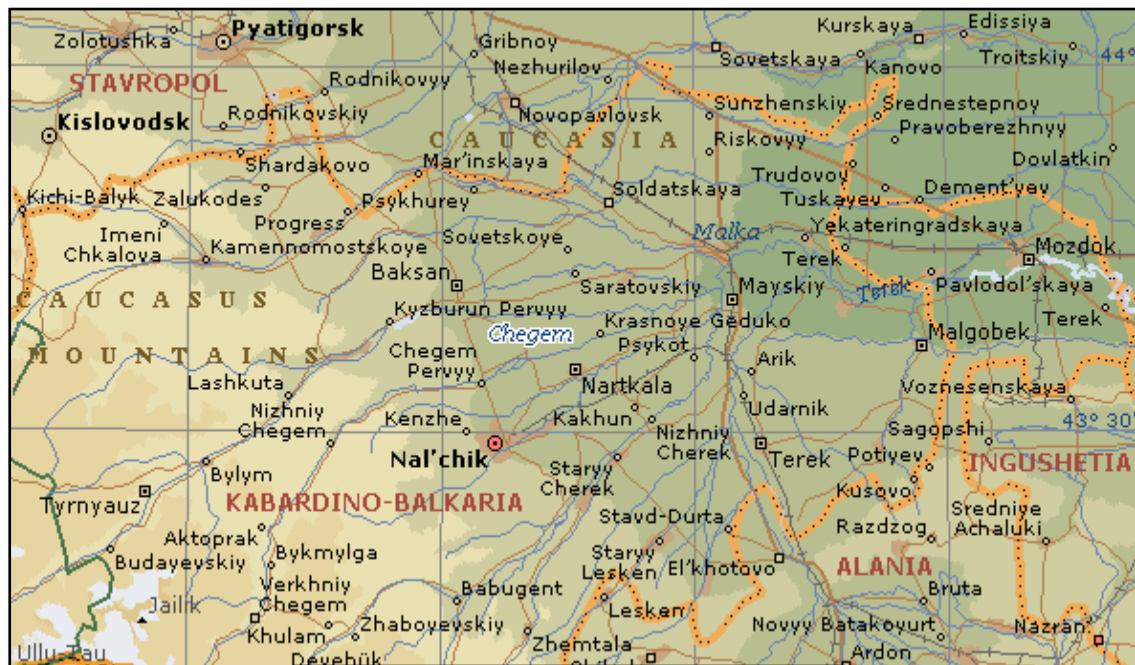 Pyatigorsk
Zolotushka
Gribnoy
Kurskaya
Edissiya
Sovetskaya
Troitskiy
44°
Kanovo
Nezhurilov
STAVROPOL
Rodnikovyy
Rodnikovskiy
Novopavlovsk
Sunzhenskiy
Srednestepnoy
Kislovodsk
CAUCASIA
Riskovyy
Pravoberezhnyy
Shardakovo
Mar'inskaya
Dovlatkin
Trudovoy
Kichi-Balyk
Zalukodes
Psykhurey
Soldatskaya
Dement'yev
Tuskayev
Progress
Imeni
Chkalova
Sovetskoye
Malka
Yekateringradskaya
Kamennomostskoye
Terek
Mozdok
Baksan
Saratovskiy
Mayskiy
Terek
Pavlodol'skaya
CAUCASUS
MOUNTAINS
Kyzburun Pervyy
Terek
Chegem
Krasnoye Geduko
Malgobek
Chegem
Pervyy
Psykot
Arik
Lashkuta
Nartkala
Voznesenskaya
Nizhniy
Chegem
Kenzhe
Kakhun
Udarnik
43° 30'
Nizhniy
Cherek
Sagopshi
Nal'chik
Terek
Potiyev
INGUSHETIA
Bylym
Staryy
Cherek
Tyrnyauz
KABARDINO-BALKARIA
Kusovo
Sredniye
Achaluki
Stavd-Durta
Razdzog
Aktoprak
Budayevskiy
Bykmylga
Staryy
Lesken
El'khotovo
ALANIA
Verkhniy
Chegem
Babugent
Bruta
Jailik
Lesken
Khulam
Zhaboyevskiy
Zhemtala
Novyy Batakoyurt
Nazran'
Ullu-Tau
Ardon